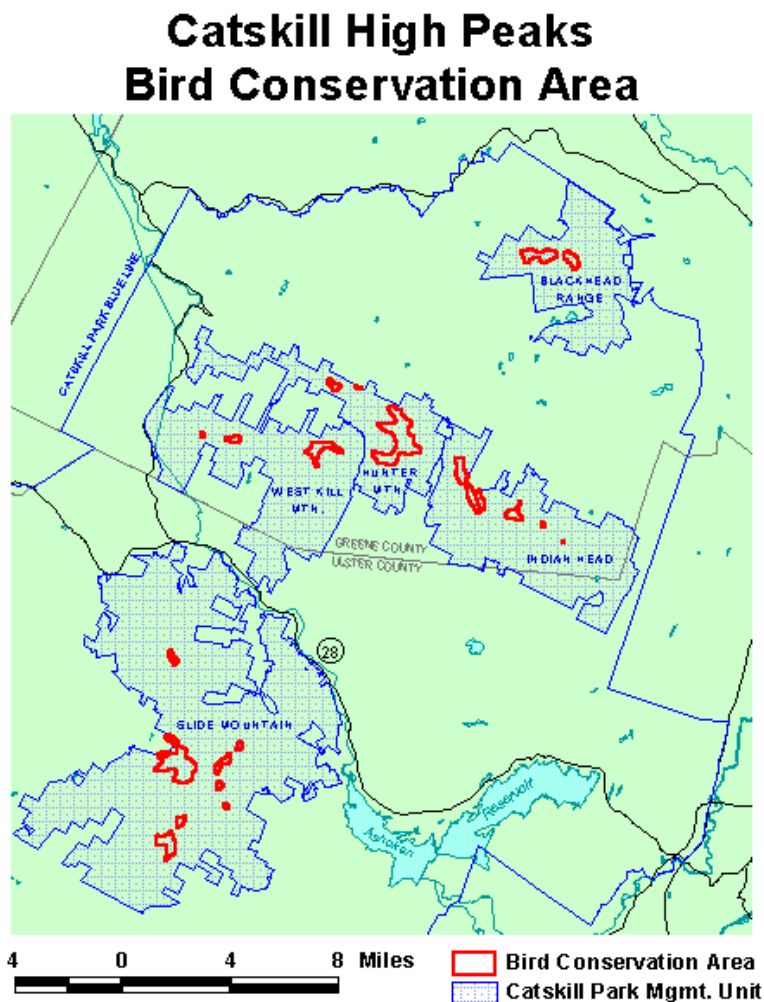 Catskill High Peaks
Bird Conservation Area
CATSKILL PARK BLUE LINE
BLACKHEAD
RANGE
HUNTER
MTN.
WEST KILL
MTN.
INDIAN HEAD
GREENE COUNTY
ULSTER COUNTY
28
SLIDE MOUNTAIN
Ashokan
Reservoir
4 0 4 8 Miles
Bird Conservation Area
Catskill Park Mgmt. Unit